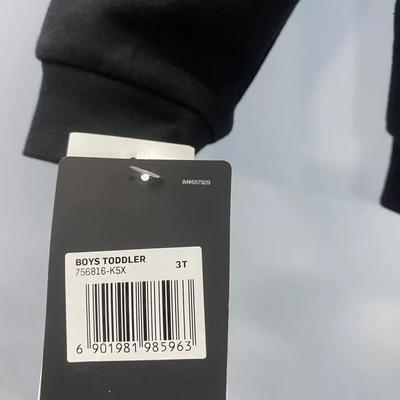 IM#657929
BOYS TODDLER
756816-K5X 3T
6 901981 985963